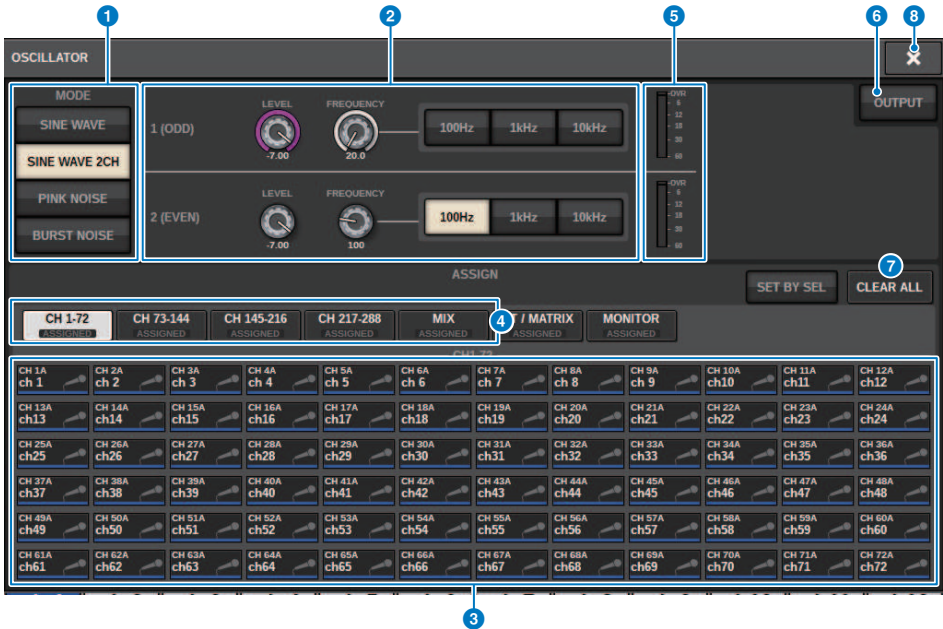 1 2 5 6 8
OSCILLATOR
MODE
SINE WAVE
SINE WAVE 2CH
PINK NOISE
BURST NOISE
1 (ODD)
LEVEL
-7.00
FREQUENCY
20.0
100Hz 1kHz 10kHz
OVR
6
12
18
30
60
OUTPUT
2 (EVEN)
LEVEL
-7.00
FREQUENCY
100
100Hz 1kHz 10kHz
OVR
6
12
18
30
60
ASSIGN
7
SET BY SEL
CLEAR ALL
CH 1-72
ASSIGNED
CH 73-144
ASSIGNED
CH 145-216
ASSIGNED
CH 217-288
ASSIGNED
MIX
ASSIGNED
4
T / MATRIX
ASSIGNED
MONITOR
ASSIGNED
CH1-72
CH 1A CH 2A CH 3A CH 4A CH 5A CH 6A CH 7A CH 8A CH 9A CH 10A CH 11A CH 12A
ch 1 ch 2 ch 3 ch 4 ch 5 ch 6 ch 7 ch 8 ch 9 ch10 ch11 ch12
CH 13A CH 14A CH 15A CH 16A CH 17A CH 18A CH 19A CH 20A CH 21A CH 22A CH 23A CH 24A
ch13 ch14 ch15 ch16 ch17 ch18 ch19 ch20 ch21 ch22 ch23 ch24
CH 25A CH 26A CH 27A CH 28A CH 29A CH 30A CH 31A CH 32A CH 33A CH 34A CH 35A CH 36A
ch25 ch26 ch27 ch28 ch29 ch30 ch31 ch32 ch33 ch34 ch35 ch36
CH 37A CH 38A CH 39A CH 40A CH 41A CH 42A CH 43A CH 44A CH 45A CH 46A CH 47A CH 48A
ch37 ch38 ch39 ch40 ch41 ch42 ch43 ch44 ch45 ch46 ch47 ch48
CH 49A CH 50A CH 51A CH 52A CH 53A CH 54A CH 55A CH 56A CH 57A CH 58A CH 59A CH 60A
ch49 ch50 ch51 ch52 ch53 ch54 ch55 ch56 ch57 ch58 ch59 ch60
CH 61A CH 62A CH 63A CH 64A CH 65A CH 66A CH 67A CH 68A CH 69A CH 70A CH 71A CH 72A
ch61 ch62 ch63 ch64 ch65 ch66 ch67 ch68 ch69 ch70 ch71 ch72
3